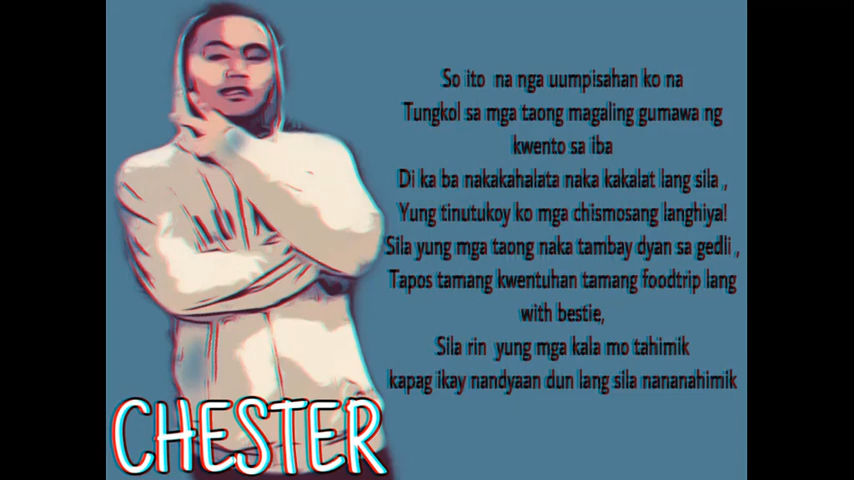 So ito na nga uumpisahan ko na
Tungkol sa mga taong magaling gumawa ng
kwento sa iba
Di ka ba nakakahalata naka kakalat lang sila ,
Yung tinutukoy ko mga chismosang langhiya!
Sila yung mga taong naka tambay dyan sa gedli ,
Tapos tamang kwentuhan tamang foodtrip lang
with bestie,
Sila rin yung mga kala mo tahimik
kapag ikay nandyaan dun lang sila nananahimik
CHESTER